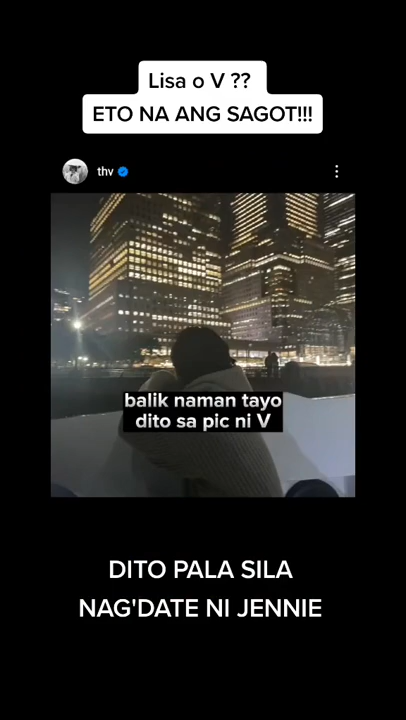 Lisa o V ??
ETO NA ANG SAGOT!!!
thv
balik naman tayo
dito sa pic ni V
DITO PALA SILA
NAG'DATE NI JENNIE